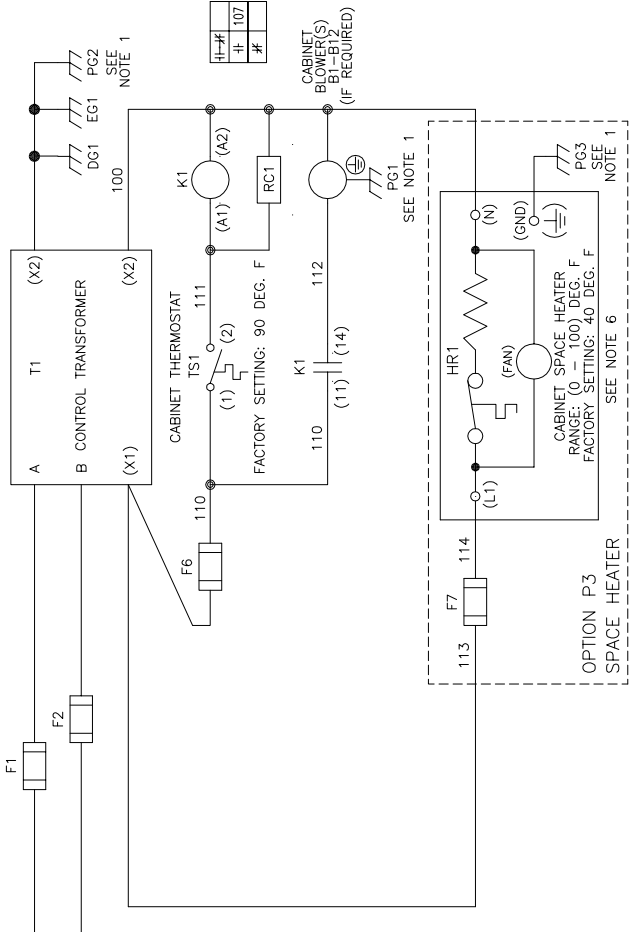 F1
F2
A
B
T1
CONTROL TRANSFORMER
(X1)
(X2)
(X2)
DG1
EG1
PG2
SEE
NOTE 1
100
F6
110
CABINET THERMOSTAT
TS1
(1)
(2)
111
FACTORY SETTING: 90 DEG. F
K1
(A1)
(A2)
RC1
110
K1
(11)
(14)
112
PG1
SEE NOTE 1
CABINET
BLOWER(S)
B1-B12
(IF REQUIRED)
107
113
F7
114
(L1)
HR1
(N)
(FAN)
(GND)
CABINET SPACE HEATER
RANGE: (0 - 100) DEG. F
FACTORY SETTING: 40 DEG. F
SEE NOTE 6
PG3
SEE
NOTE 1
OPTION P3
SPACE HEATER